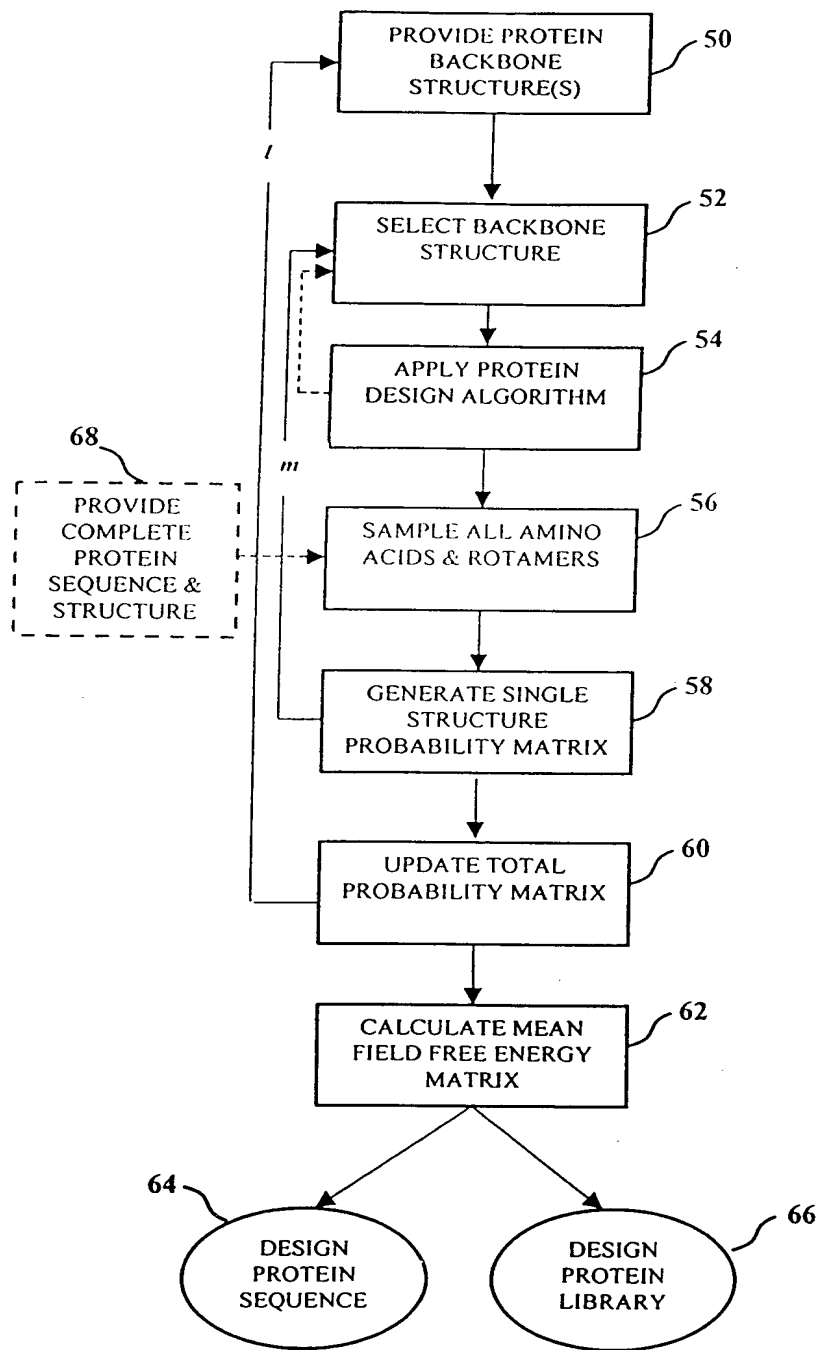 PROVIDE PROTEIN
BACKBONE
STRUCTURE(S)
50
l
SELECT BACKBONE
STRUCTURE
52
APPLY PROTEIN
DESIGN ALGORITHM
54
m
68
PROVIDE
COMPLETE
PROTEIN
SEQUENCE &
STRUCTURE
SAMPLE ALL AMINO
ACIDS & ROTAMERS
56
GENERATE SINGLE
STRUCTURE
PROBABILITY MATRIX
58
UPDATE TOTAL
PROBABILITY MATRIX
60
CALCULATE MEAN
FIELD FREE ENERGY
MATRIX
62
64
DESIGN
PROTEIN
SEQUENCE
66
DESIGN
PROTEIN
LIBRARY